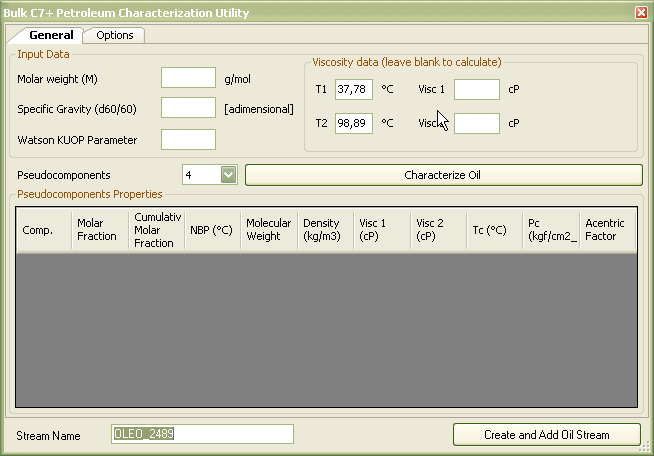 Bulk C7+ Petroleum Characterization Utility
General Options
Input Data
Molar weight (M) g/mol
Specific Gravity (d60/60) [adimensional]
Watson KUOP Parameter
Viscosity data (leave blank to calculate)
T1 37,78 °C Visc 1 cP
T2 98,89 °C Visc cP
Pseudocomponents 4 Characterize Oil
Pseudocomponents Properties
Comp. Molar Fraction Cumulativ Molar Fraction NBP (°C) Molecular Weight Density (kg/m3) Visc 1 (cP) Visc 2 (cP) Tc (°C) Pc (kgf/cm2_ Acentric Factor
Stream Name OLEO_2489 Create and Add Oil Stream